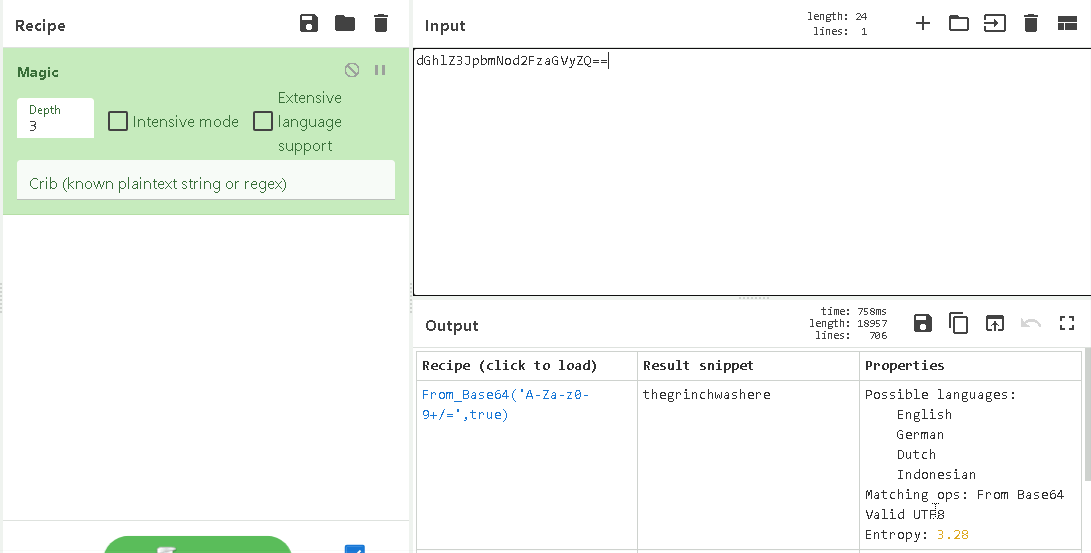 Recipe
Magic
Depth
3
Intensive mode
Extensive
language
support
Crib (known plaintext string or regex)
Input
length: 24
lines: 1
dGhlZ3JpbmNod2FzaGVyZQ==
Output
time: 758ms
length: 18957
lines: 706
Recipe (click to load)
Result snippet
Properties
From_Base64('A-Za-z0-
9+/=',true)
thegrinchwashere
Possible languages:
English
German
Dutch
Indonesian
Matching ops: From Base64
Valid UTF8
Entropy: 3.28